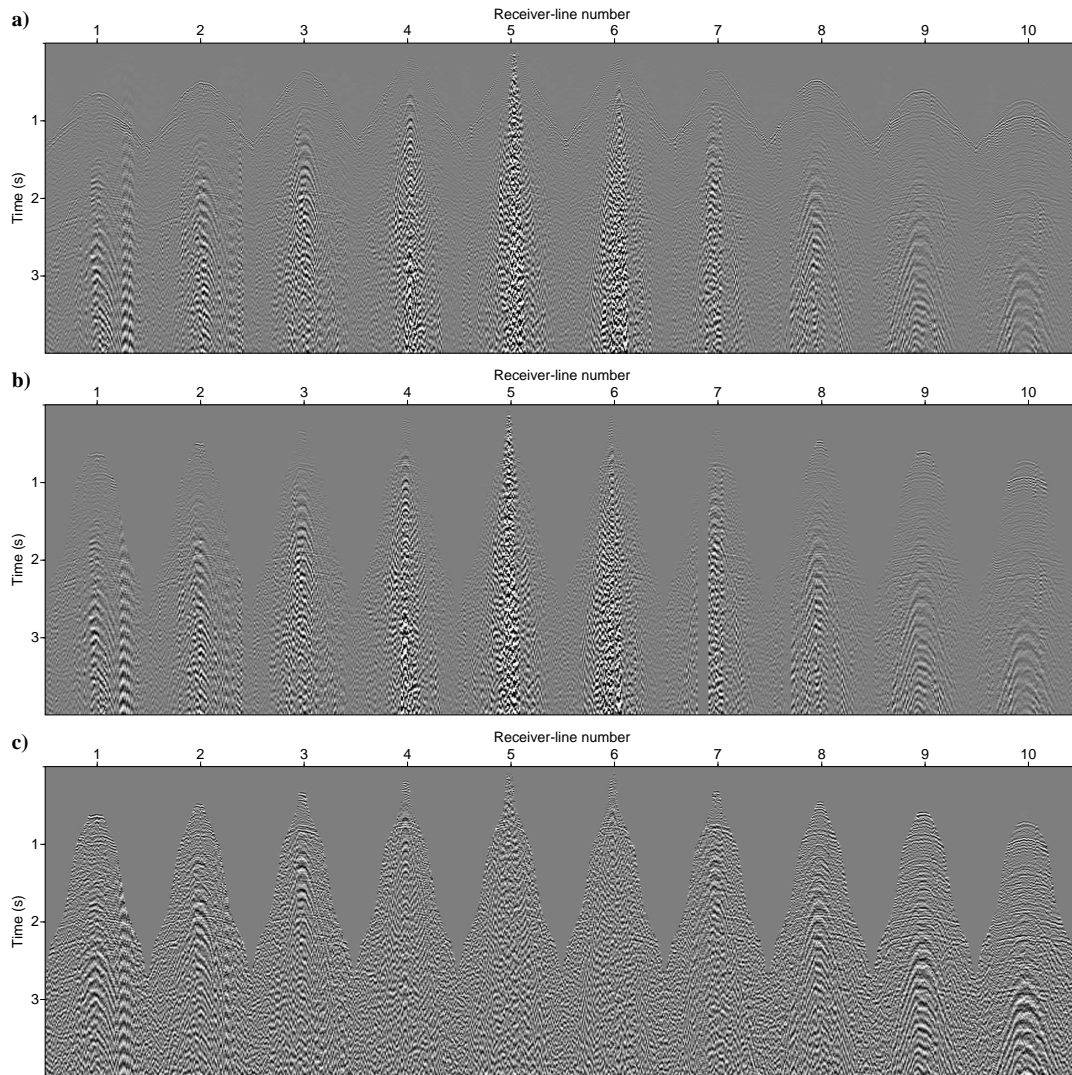 a)
Receiver-line number
1 2 3 4 5 6 7 8 9 10
Time (s)
1
2
3
b)
Receiver-line number
1 2 3 4 5 6 7 8 9 10
Time (s)
1
2
3
c)
Receiver-line number
1 2 3 4 5 6 7 8 9 10
Time (s)
1
2
3